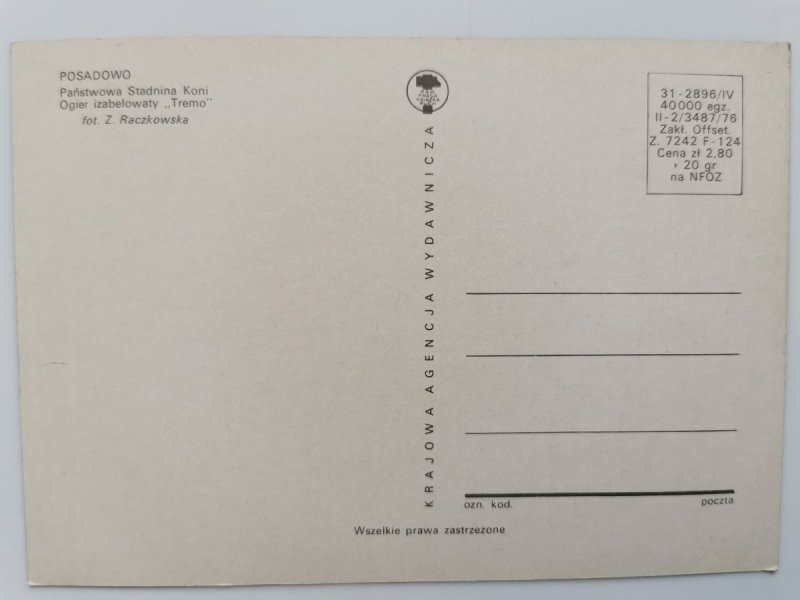 POSADOWO
Państwowa Stadnina Koni
Ogier izabelowaty „Tremo"
fot. Z. Raczkowska
KRAJOWA AGENCJA WYDAWNICZA
31-2896/IV
40000 egz.
II-2/3487/76
Zakł. Offset.
Z. 7242 F-124
Cena zł 2,80
+ 20 gr
na NFOZ
ozn. kod.
poczta
Wszelkie prawa zastrzeżone